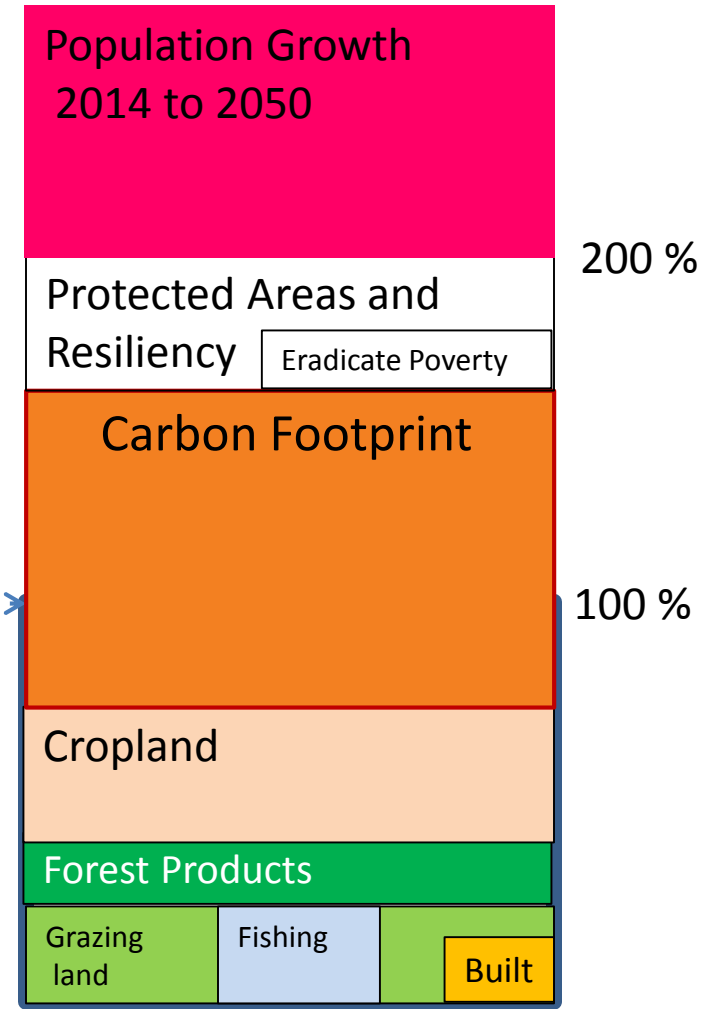 Population Growth
2014 to 2050
200 %
Protected Areas and
Resiliency
Eradicate Poverty
Carbon Footprint
100 %
Cropland
Forest Products
Grazing
land
Fishing
Built